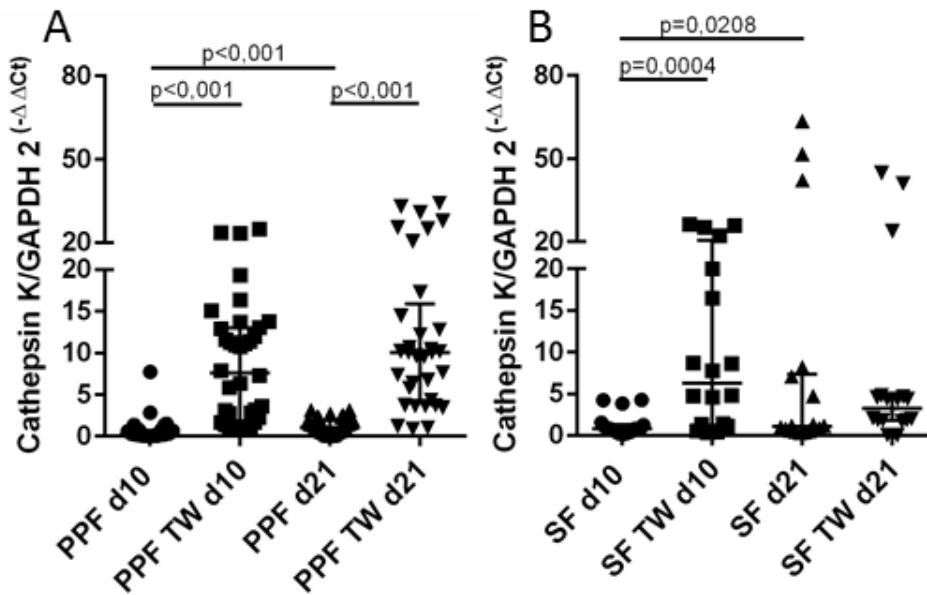 A
p<0,001
p<0,001
p<0,001
Cathepsin K/GAPDH 2(-Δ ΔCt)
80
50
20
20
15
10
5
0
PPF d10
PPF TW d10
PPF d21
PPF TW d21
B
p=0,0208
p=0,0004
Cathepsin K/GAPDH 2(-Δ ΔCt)
80
50
20
20
15
10
5
0
SF d10
SF TW d10
SF d21
SF TW d21